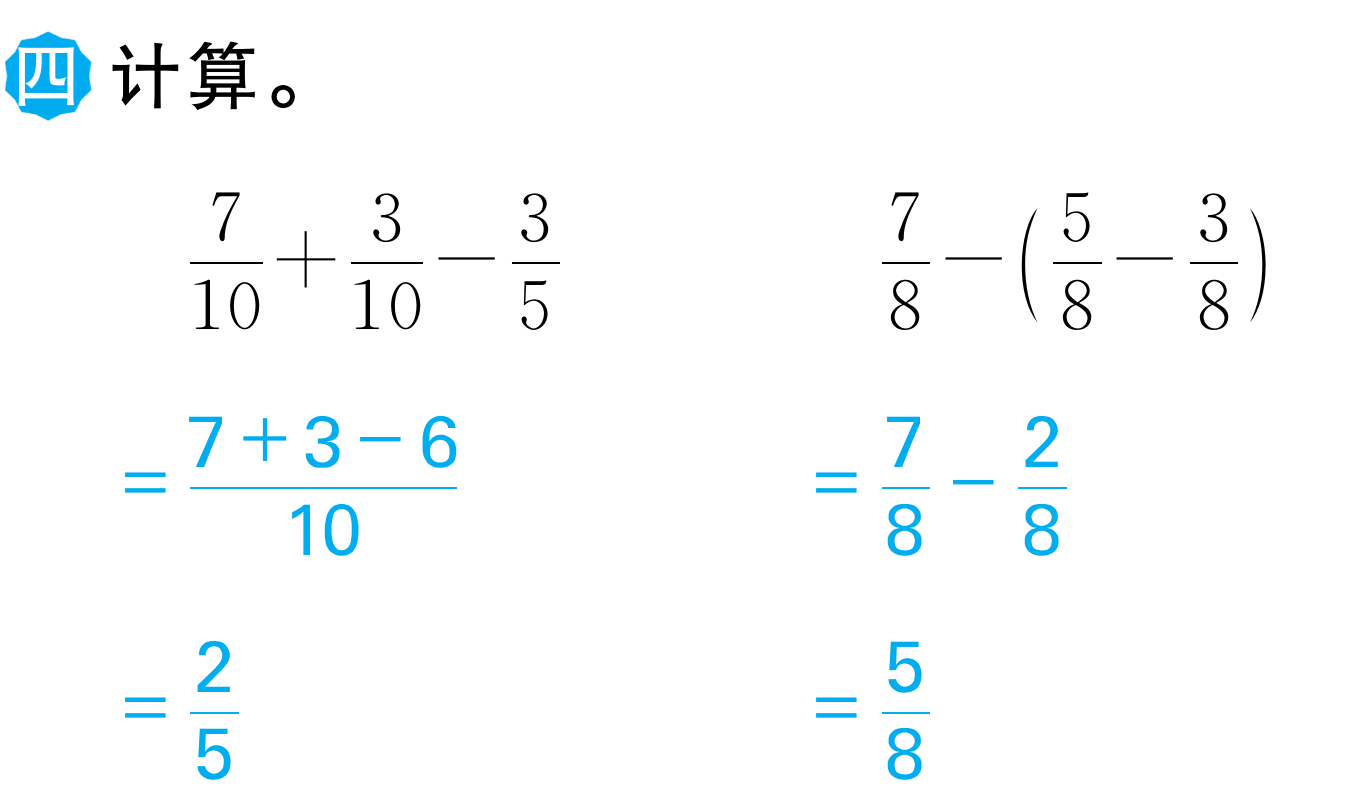 四 计算。
7/10 + 3/10 − 3/5
7/8 − (5/8 − 3/8)
= (7 + 3 − 6)/10
= 7/8 − 2/8
= 2/5
= 5/8